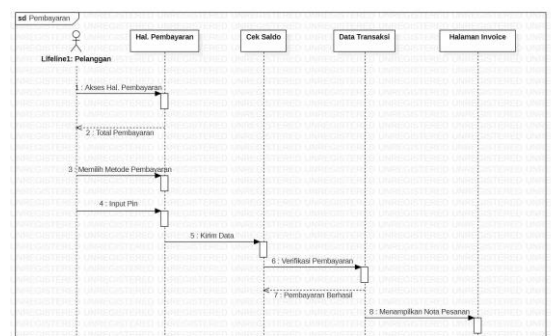 sd Pembayaran
Hal. Pembayaran
Cek Saldo
Data Transaksi
Halaman Invoice
Lifeline1: Pelanggan
1 : Akses Hal. Pembayaran
2 : Total Pembayaran
3 : Memilih Metode Pembayaran
4 : Input Pin
5 : Kirim Data
6 : Verifikasi Pembayaran
7 : Pembayaran Berhasil
8 : Menampilkan Nota Pesanan